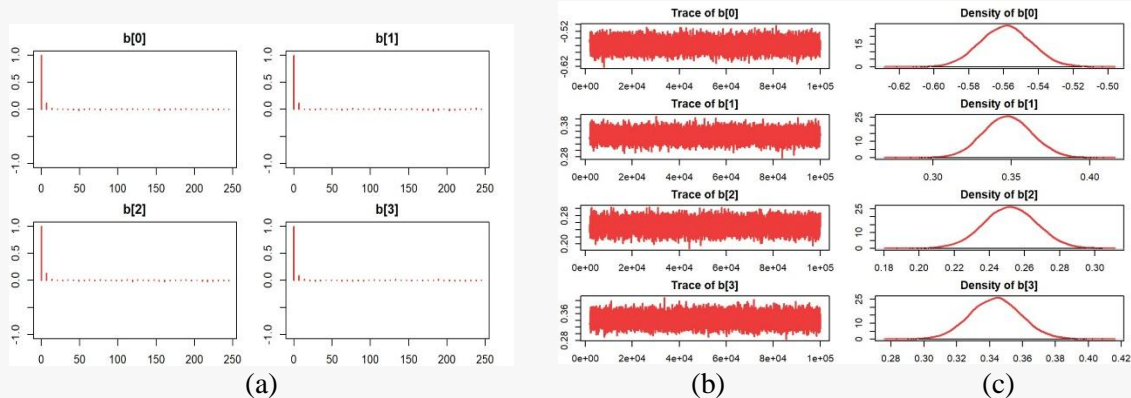 b[0]
1.0
0.5
0.0
-1.0
0 50 100 150 200 250
b[1]
1.0
0.5
0.0
-1.0
0 50 100 150 200 250
b[2]
1.0
0.5
0.0
-1.0
0 50 100 150 200 250
b[3]
1.0
0.5
0.0
-1.0
0 50 100 150 200 250
(a)
Trace of b[0]
-0.52
-0.62
0e+00 2e+04 4e+04 6e+04 8e+04 1e+05
Trace of b[1]
0.38
0.28
0e+00 2e+04 4e+04 6e+04 8e+04 1e+05
Trace of b[2]
0.28
0.20
0e+00 2e+04 4e+04 6e+04 8e+04 1e+05
Trace of b[3]
0.36
0.28
0e+00 2e+04 4e+04 6e+04 8e+04 1e+05
(b)
Density of b[0]
0 15
-0.62 -0.60 -0.58 -0.56 -0.54 -0.52 -0.50
Density of b[1]
0 15 25
0.30 0.35 0.40
Density of b[2]
0 15 25
0.18 0.20 0.22 0.24 0.26 0.28 0.30
Density of b[3]
0 15 25
0.28 0.30 0.32 0.34 0.36 0.38 0.40 0.42
(c)